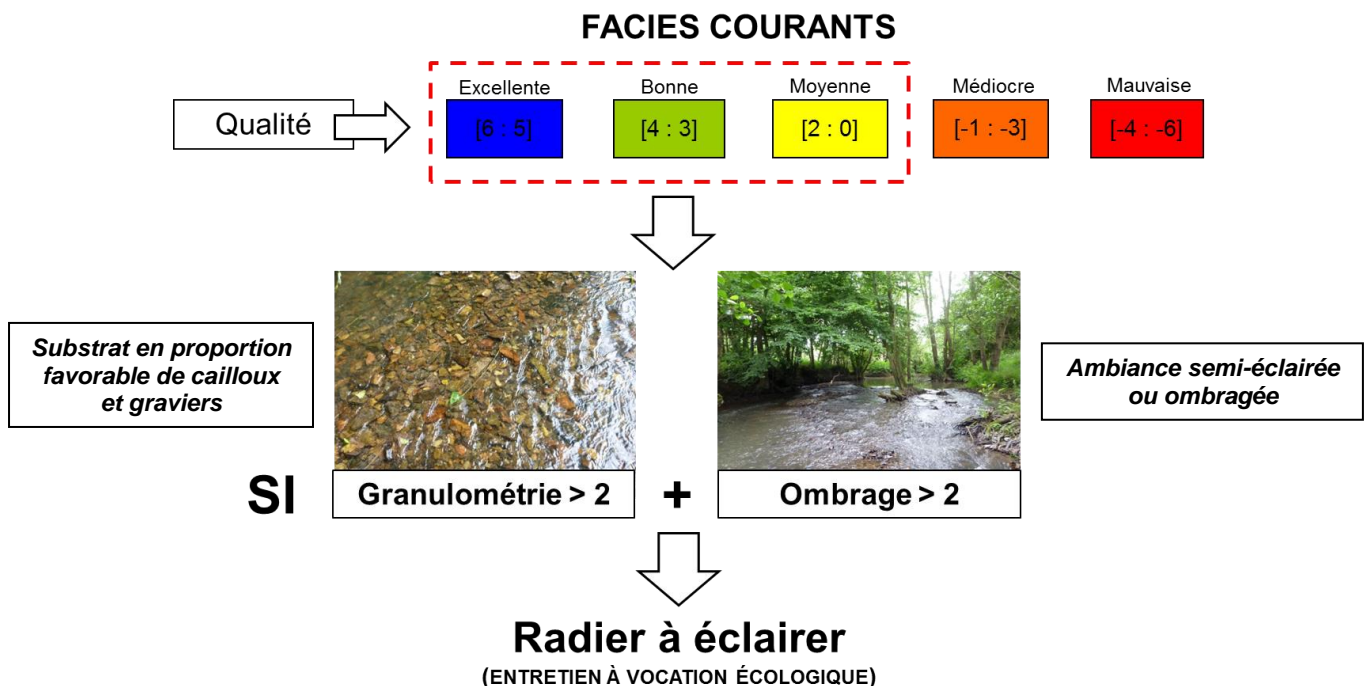 FACIES COURANTS
Excellente
Bonne
Moyenne
Médiocre
Mauvaise
Qualité
[6 : 5]
[4 : 3]
[2 : 0]
[-1 : -3]
[-4 : -6]
Substrat en proportion
favorable de cailloux
et graviers
Ambiance semi-éclairée
ou ombragée
SI
Granulométrie > 2
+
Ombrage > 2
Radier à éclairer
(ENTRETIEN À VOCATION ÉCOLOGIQUE)